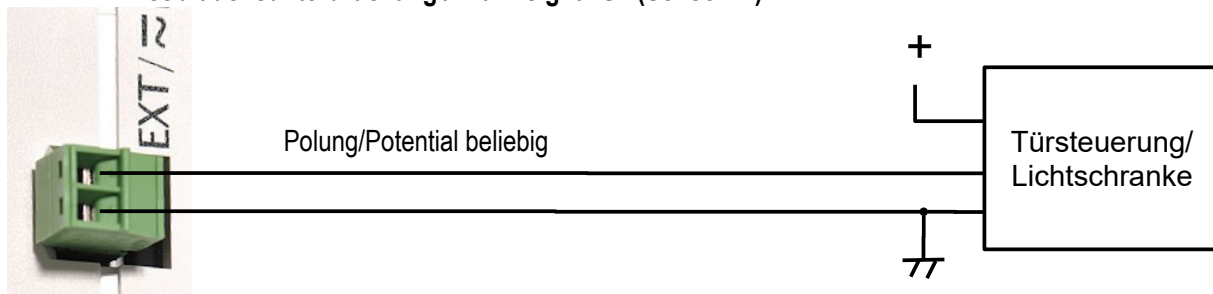 EXT/≂
+
Polung/Potential beliebig
Türsteuerung/
Lichtschranke